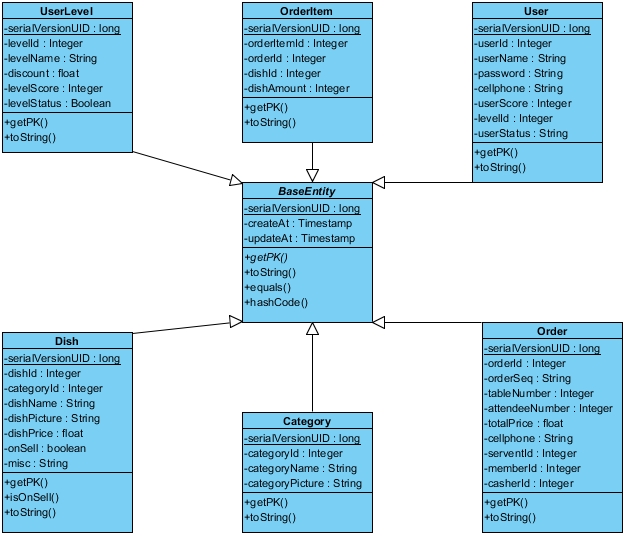 UserLevel
-serialVersionUID : long
-levelId : Integer
-levelName : String
-discount : float
-levelScore : Integer
-levelStatus : Boolean
+getPK()
+toString()
OrderItem
-serialVersionUID : long
-orderItemId : Integer
-orderId : Integer
-dishId : Integer
-dishAmount : Integer
+getPK()
+toString()
User
-serialVersionUID : long
-userId : Integer
-userName : String
-password : String
-cellphone : String
-userScore : Integer
-levelId : Integer
-userStatus : String
+getPK()
+toString()
BaseEntity
-serialVersionUID : long
-createAt : Timestamp
-updateAt : Timestamp
+getPK()
+toString()
+equals()
+hashCode()
Dish
-serialVersionUID : long
-dishId : Integer
-categoryId : Integer
-dishName : String
-dishPicture : String
-dishPrice : float
-onSell : boolean
-misc : String
+getPK()
+isOnSell()
+toString()
Category
-serialVersionUID : long
-categoryId : Integer
-categoryName : String
-categoryPicture : String
+getPK()
+toString()
Order
-serialVersionUID : long
-orderId : Integer
-orderSeq : String
-tableNumber : Integer
-attendeeNumber : Integer
-totalPrice : float
-cellphone : String
-serventId : Integer
-memberId : Integer
-casherId : Integer
+getPK()
+toString()